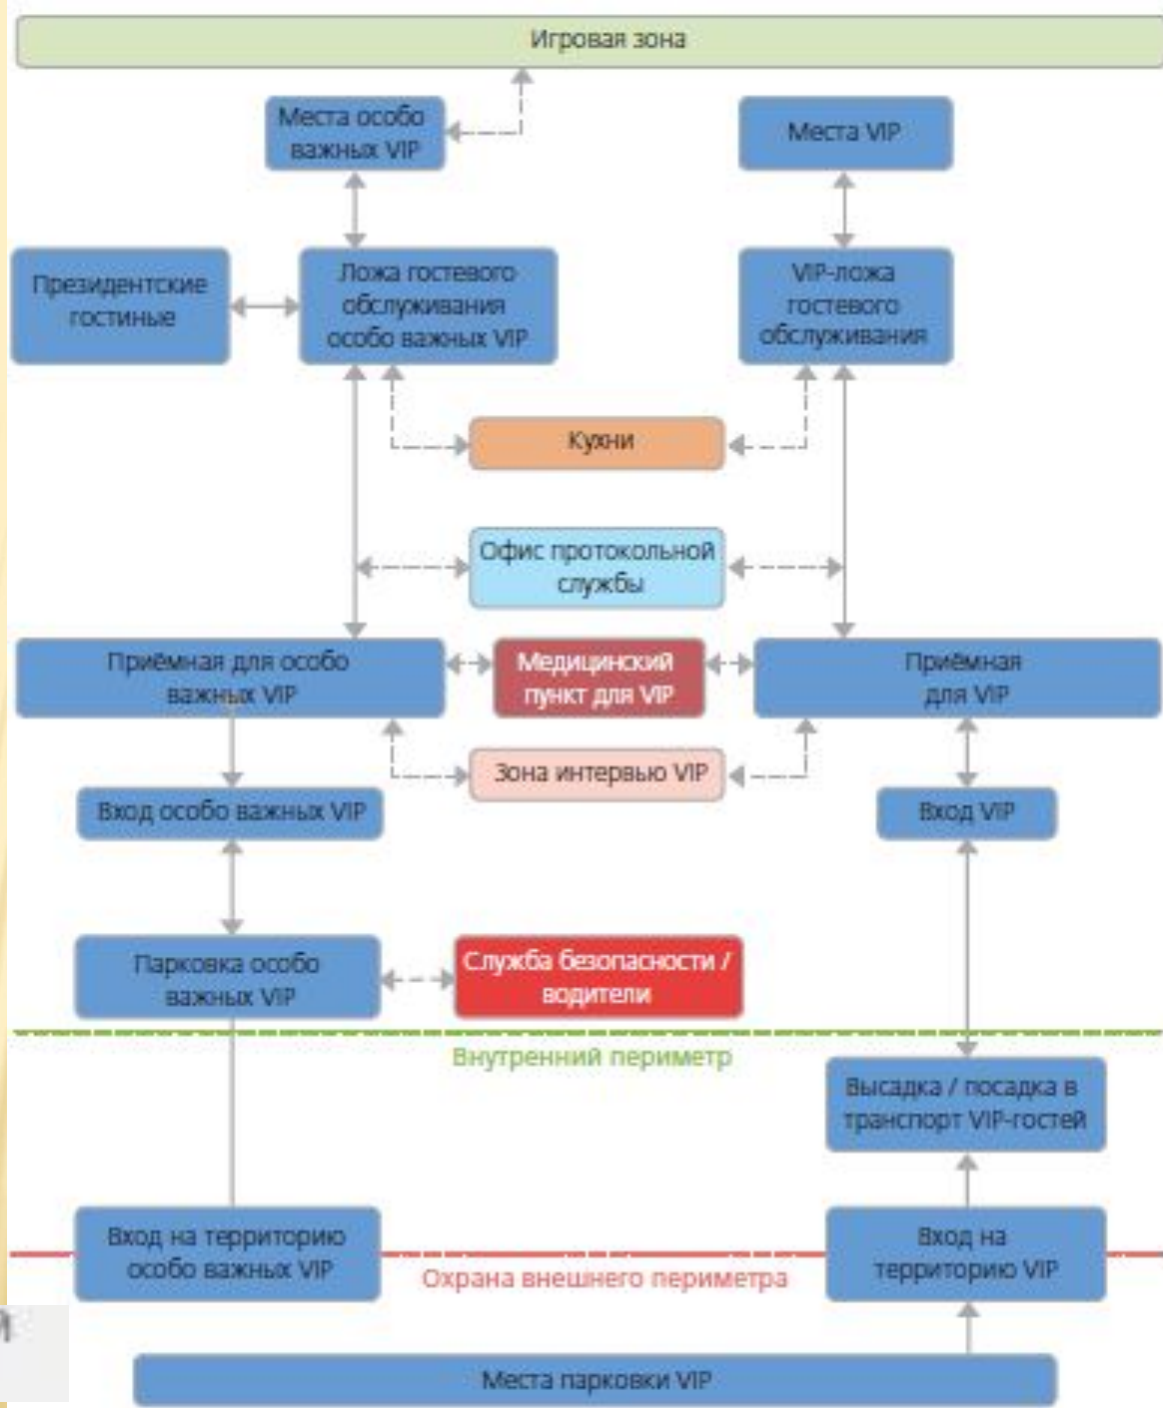 Игровая зона
Места особо
важных VIP
Места VIP
Президентские
гостиные
Ложа гостевого
обслуживания
особо важных VIP
VIP-ложа
гостевого
обслуживания
Кухни
Офис протокольной
службы
Приёмная для особо
важных VIP
Медицинский
пункт для VIP
Приёмная
для VIP
Зона интервью VIP
Вход особо важных VIP
Вход VIP
Парковка особо
важных VIP
Служба безопасности /
водители
Внутренний периметр
Высадка / посадка в
транспорт VIP-гостей
Вход на территорию
особо важных VIP
Вход на
территорию VIP
Охрана внешнего периметра
Места парковки VIP